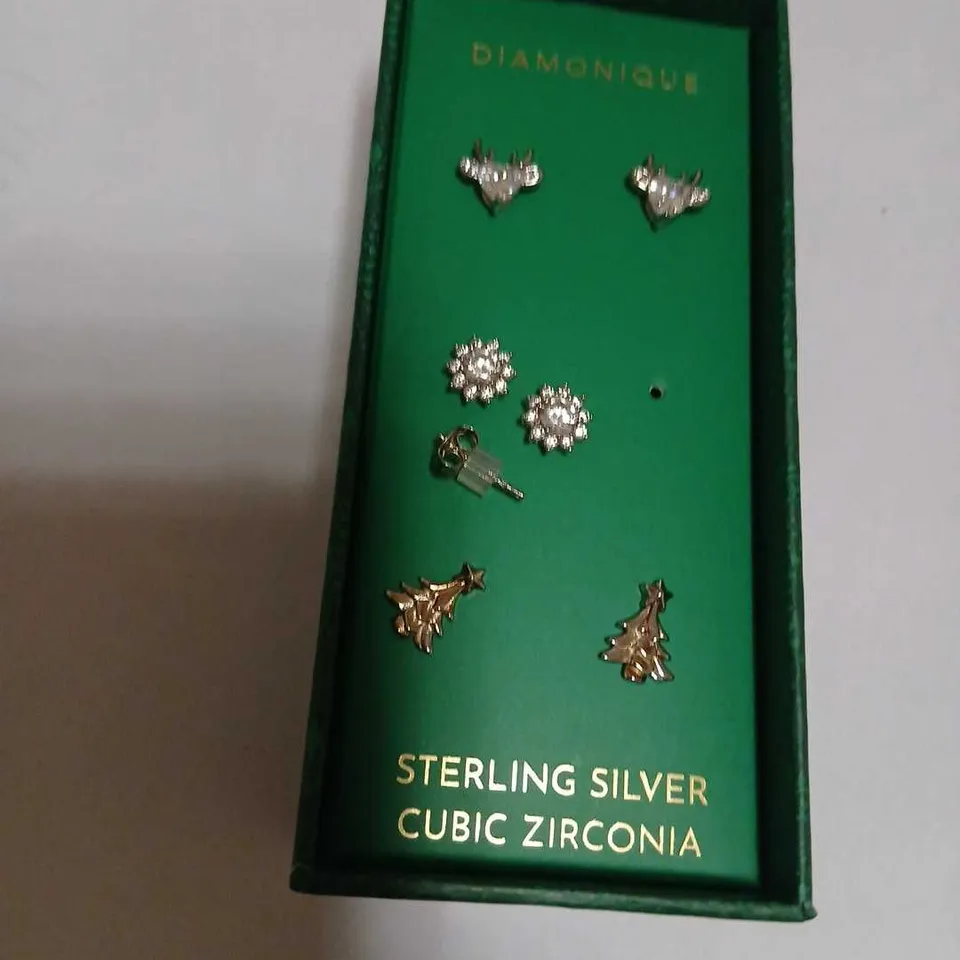 DIAMONIQUE
STERLING SILVER
CUBIC ZIRCONIA